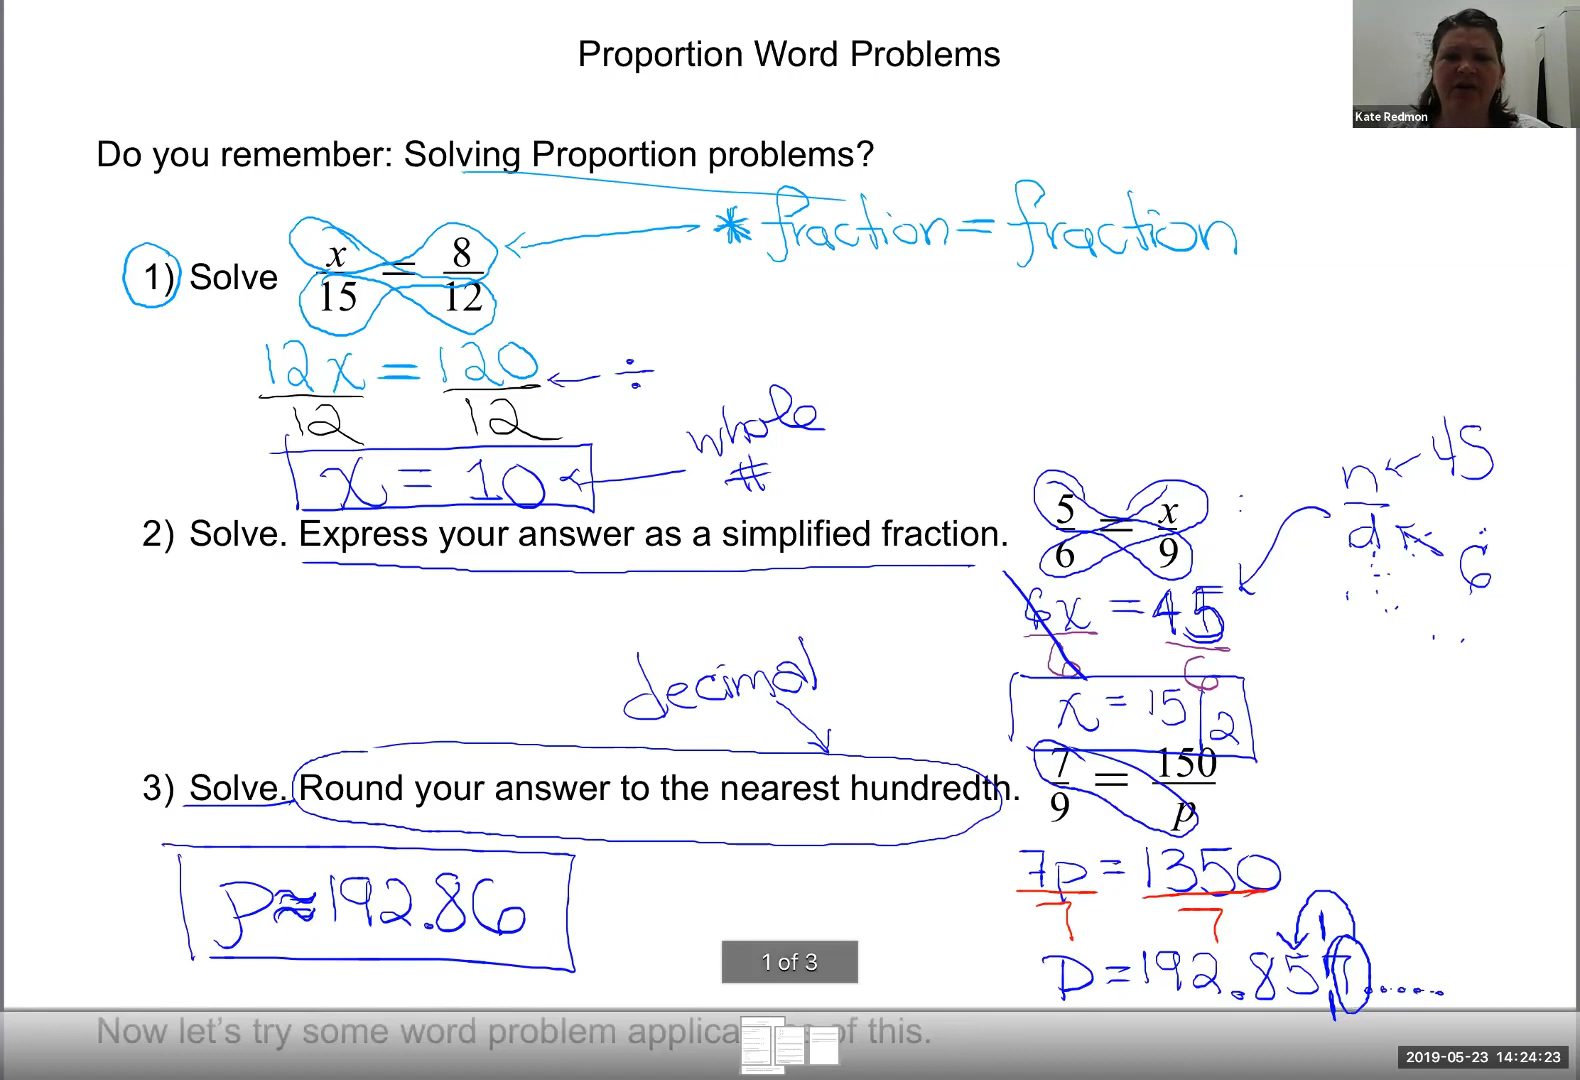 Proportion Word Problems
Kate Redmon
Do you remember: Solving Proportion problems?
* fraction = fraction
1) Solve x/15 = 8/12
12x = 120 ← ÷
12 12
whole
#
x = 10
2) Solve. Express your answer as a simplified fraction. 5/6 = x/9
n ← 45
d 6
6x = 45
6 6
x = 15/2
decimal
3) Solve. Round your answer to the nearest hundredth. 7/9 = 150/p
7p = 1350
7 7
p ≈ 192.86
p = 192.857......
1 of 3
Now let's try some word problem applica of this.
2019-05-23 14:24:23